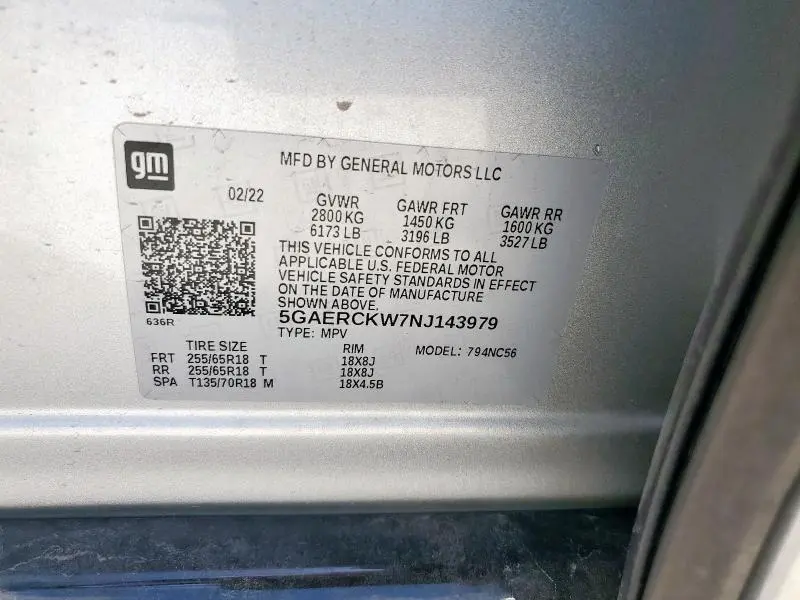 gm
MFD BY GENERAL MOTORS LLC
02/22
GVWR GAWR FRT GAWR RR
2800 KG 1450 KG 1600 KG
6173 LB 3196 LB 3527 LB
THIS VEHICLE CONFORMS TO ALL
APPLICABLE U.S. FEDERAL MOTOR
VEHICLE SAFETY STANDARDS IN EFFECT
ON THE DATE OF MANUFACTURE
SHOWN ABOVE.
636R
5GAERCKW7NJ143979
TYPE: MPV
MODEL: 794NC56
TIRE SIZE RIM
FRT 255/65R18 T 18X8J
RR 255/65R18 T 18X8J
SPA T135/70R18 M 18X4.5B